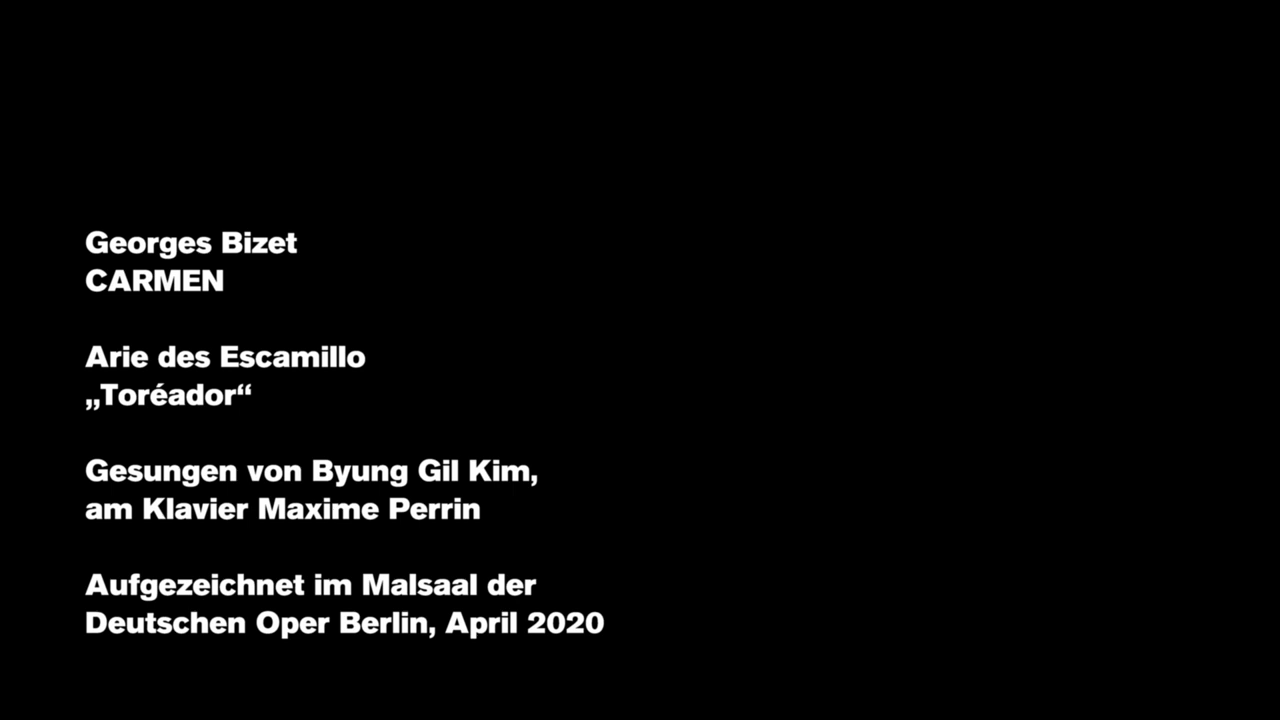 Georges Bizet
CARMEN
Arie des Escamillo
„Toréador“
Gesungen von Byung Gil Kim,
am Klavier Maxime Perrin
Aufgezeichnet im Malsaal der
Deutschen Oper Berlin, April 2020